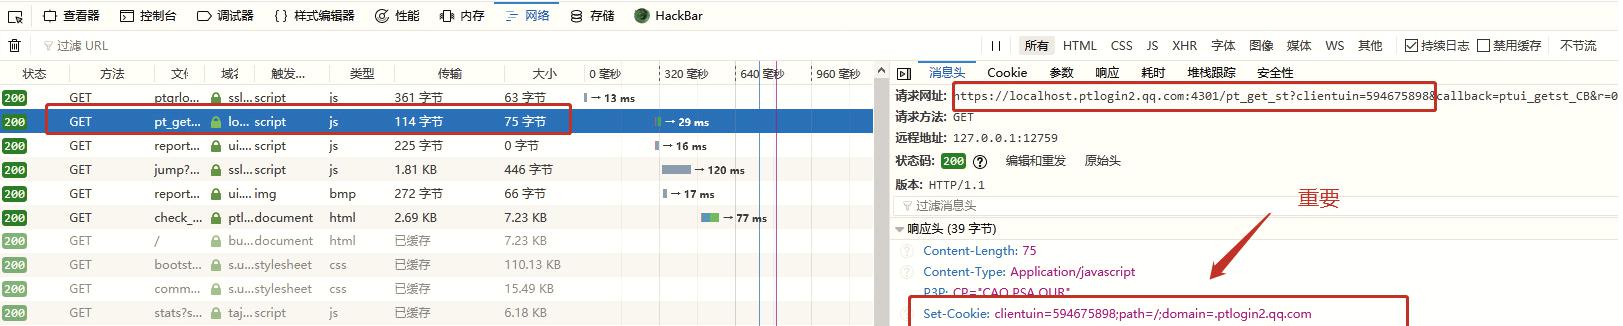 查看器 控制台 调试器 {} 样式编辑器 性能 内存 网络 存储 HackBar
过滤 URL
所有 HTML CSS JS XHR 字体 图像 媒体 WS 其他 持续日志 禁用缓存 不节流
状态 方法 文化 域名 触发... 类型 传输 大小 0 毫秒 320 毫秒 640 毫秒 960 毫秒
200 GET ptqrlo... ssl... script js 361 字节 63 字节 → 13 ms
200 GET pt_get... lo... script js 114 字节 75 字节 → 29 ms
200 GET report... ui.... script js 225 字节 0 字节 → 16 ms
200 GET jump?... ssl... script js 1.81 KB 446 字节 → 120 ms
200 GET report... ui.... img bmp 272 字节 66 字节 → 17 ms
200 GET check_... ptl... document html 2.69 KB 7.23 KB → 77 ms
200 GET / bu... document html 已缓存 7.23 KB
200 GET bootst... s.u... stylesheet css 已缓存 110.13 KB
200 GET comm... s.u... stylesheet css 已缓存 15.49 KB
200 GET stats?s... taj... script js 已缓存 6.18 KB
消息头 Cookie 参数 响应 耗时 堆栈跟踪 安全性
请求网址: https://localhost.ptlogin2.qq.com:4301/pt_get_st?clientuin=594675898&callback=ptui_getst_CB&r=0
请求方法: GET
远程地址: 127.0.0.1:12759
状态码: 200 ? 编辑和重发 原始头
版本: HTTP/1.1
过滤消息头
重要
响应头 (39 字节)
Content-Length: 75
Content-Type: Application/javascript
P3P: CP="CAO PSA OUR"
Set-Cookie: clientuin=594675898;path=/;domain=.ptlogin2.qq.com